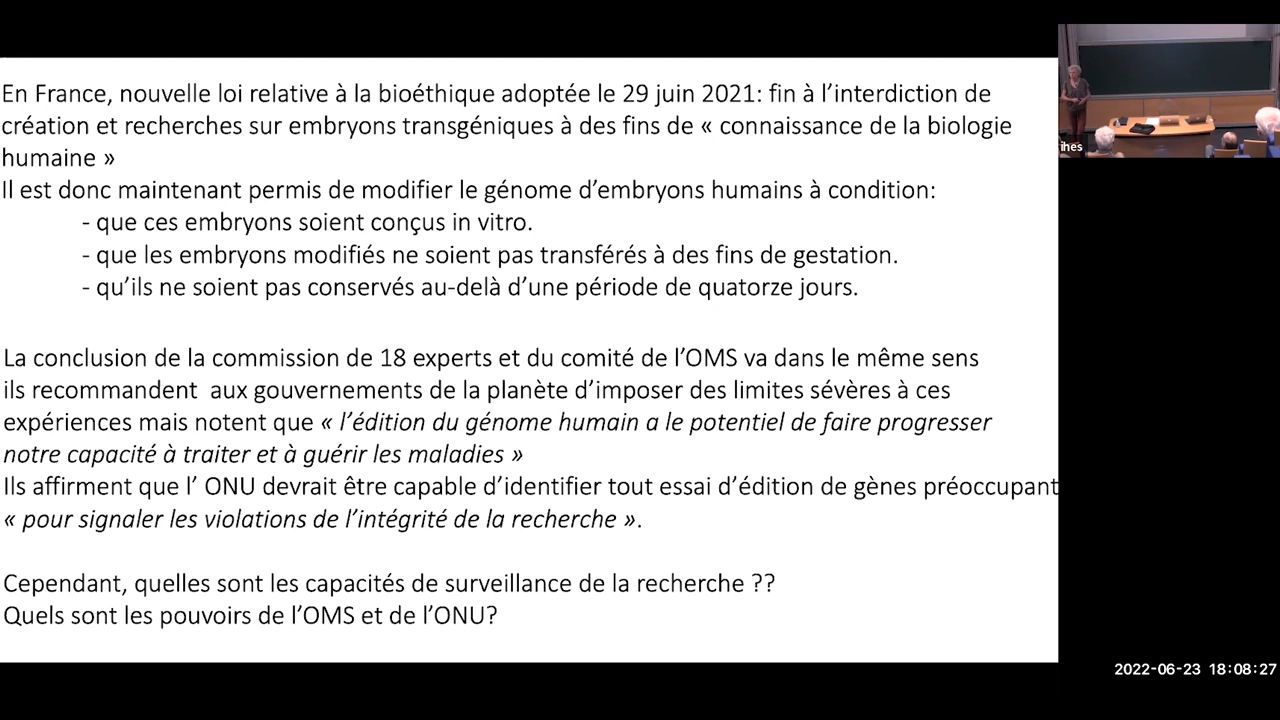 En France, nouvelle loi relative à la bioéthique adoptée le 29 juin 2021: fin à l’interdiction de
création et recherches sur embryons transgéniques à des fins de « connaissance de la biologie
humaine »
Il est donc maintenant permis de modifier le génome d’embryons humains à condition:
- que ces embryons soient conçus in vitro.
- que les embryons modifiés ne soient pas transférés à des fins de gestation.
- qu’ils ne soient pas conservés au-delà d’une période de quatorze jours.
La conclusion de la commission de 18 experts et du comité de l’OMS va dans le même sens
ils recommandent aux gouvernements de la planète d’imposer des limites sévères à ces
expériences mais notent que « l’édition du génome humain a le potentiel de faire progresser
notre capacité à traiter et à guérir les maladies »
Ils affirment que l’ ONU devrait être capable d’identifier tout essai d’édition de gènes préoccupant
« pour signaler les violations de l’intégrité de la recherche ».
Cependant, quelles sont les capacités de surveillance de la recherche ??
Quels sont les pouvoirs de l’OMS et de l’ONU?
ihes
2022-06-23 18:08:27